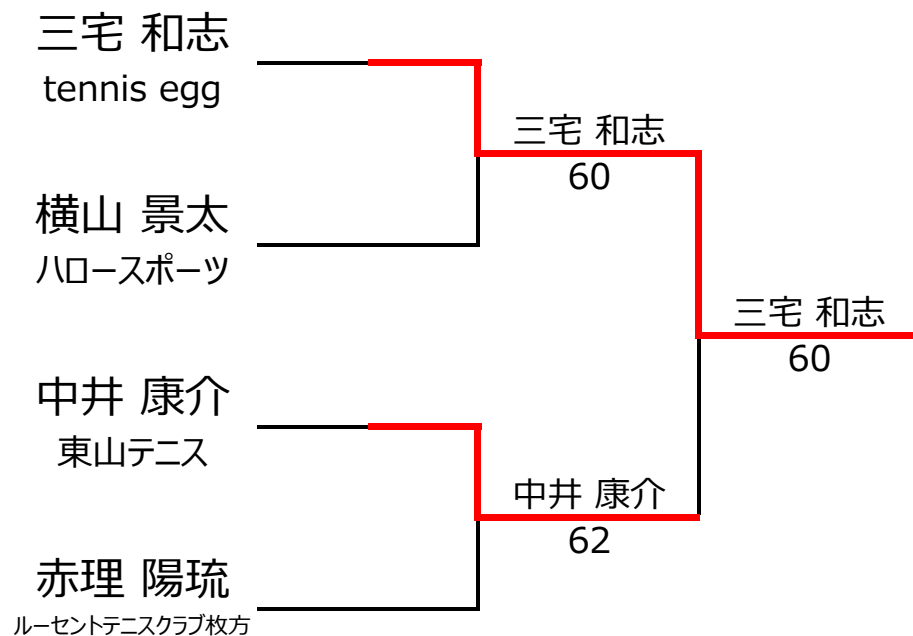 三宅 和志
tennis egg
三宅 和志
60
横山 景太
ハロースポーツ
三宅 和志
60
中井 康介
東山テニス
中井 康介
62
赤理 陽琉
ルーセントテニスクラブ枚方